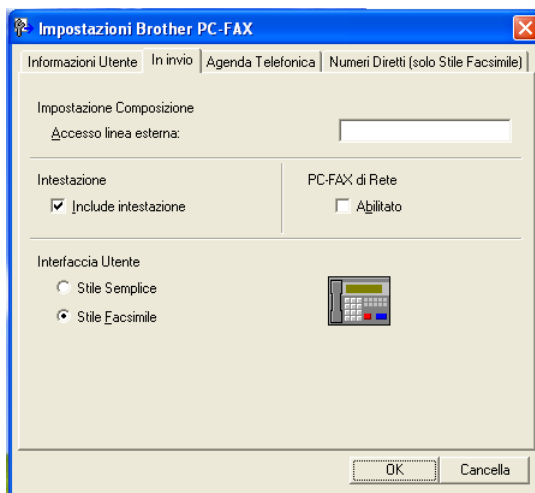 Impostazioni Brother PC-FAX
Informazioni Utente In invio Agenda Telefonica Numeri Diretti (solo Stile Facsimile)
Impostazione Composizione
Accesso linea esterna:
Intestazione PC-FAX di Rete
Include intestazione Abilitato
Interfaccia Utente
Stile Semplice
Stile Facsimile
OK Cancella